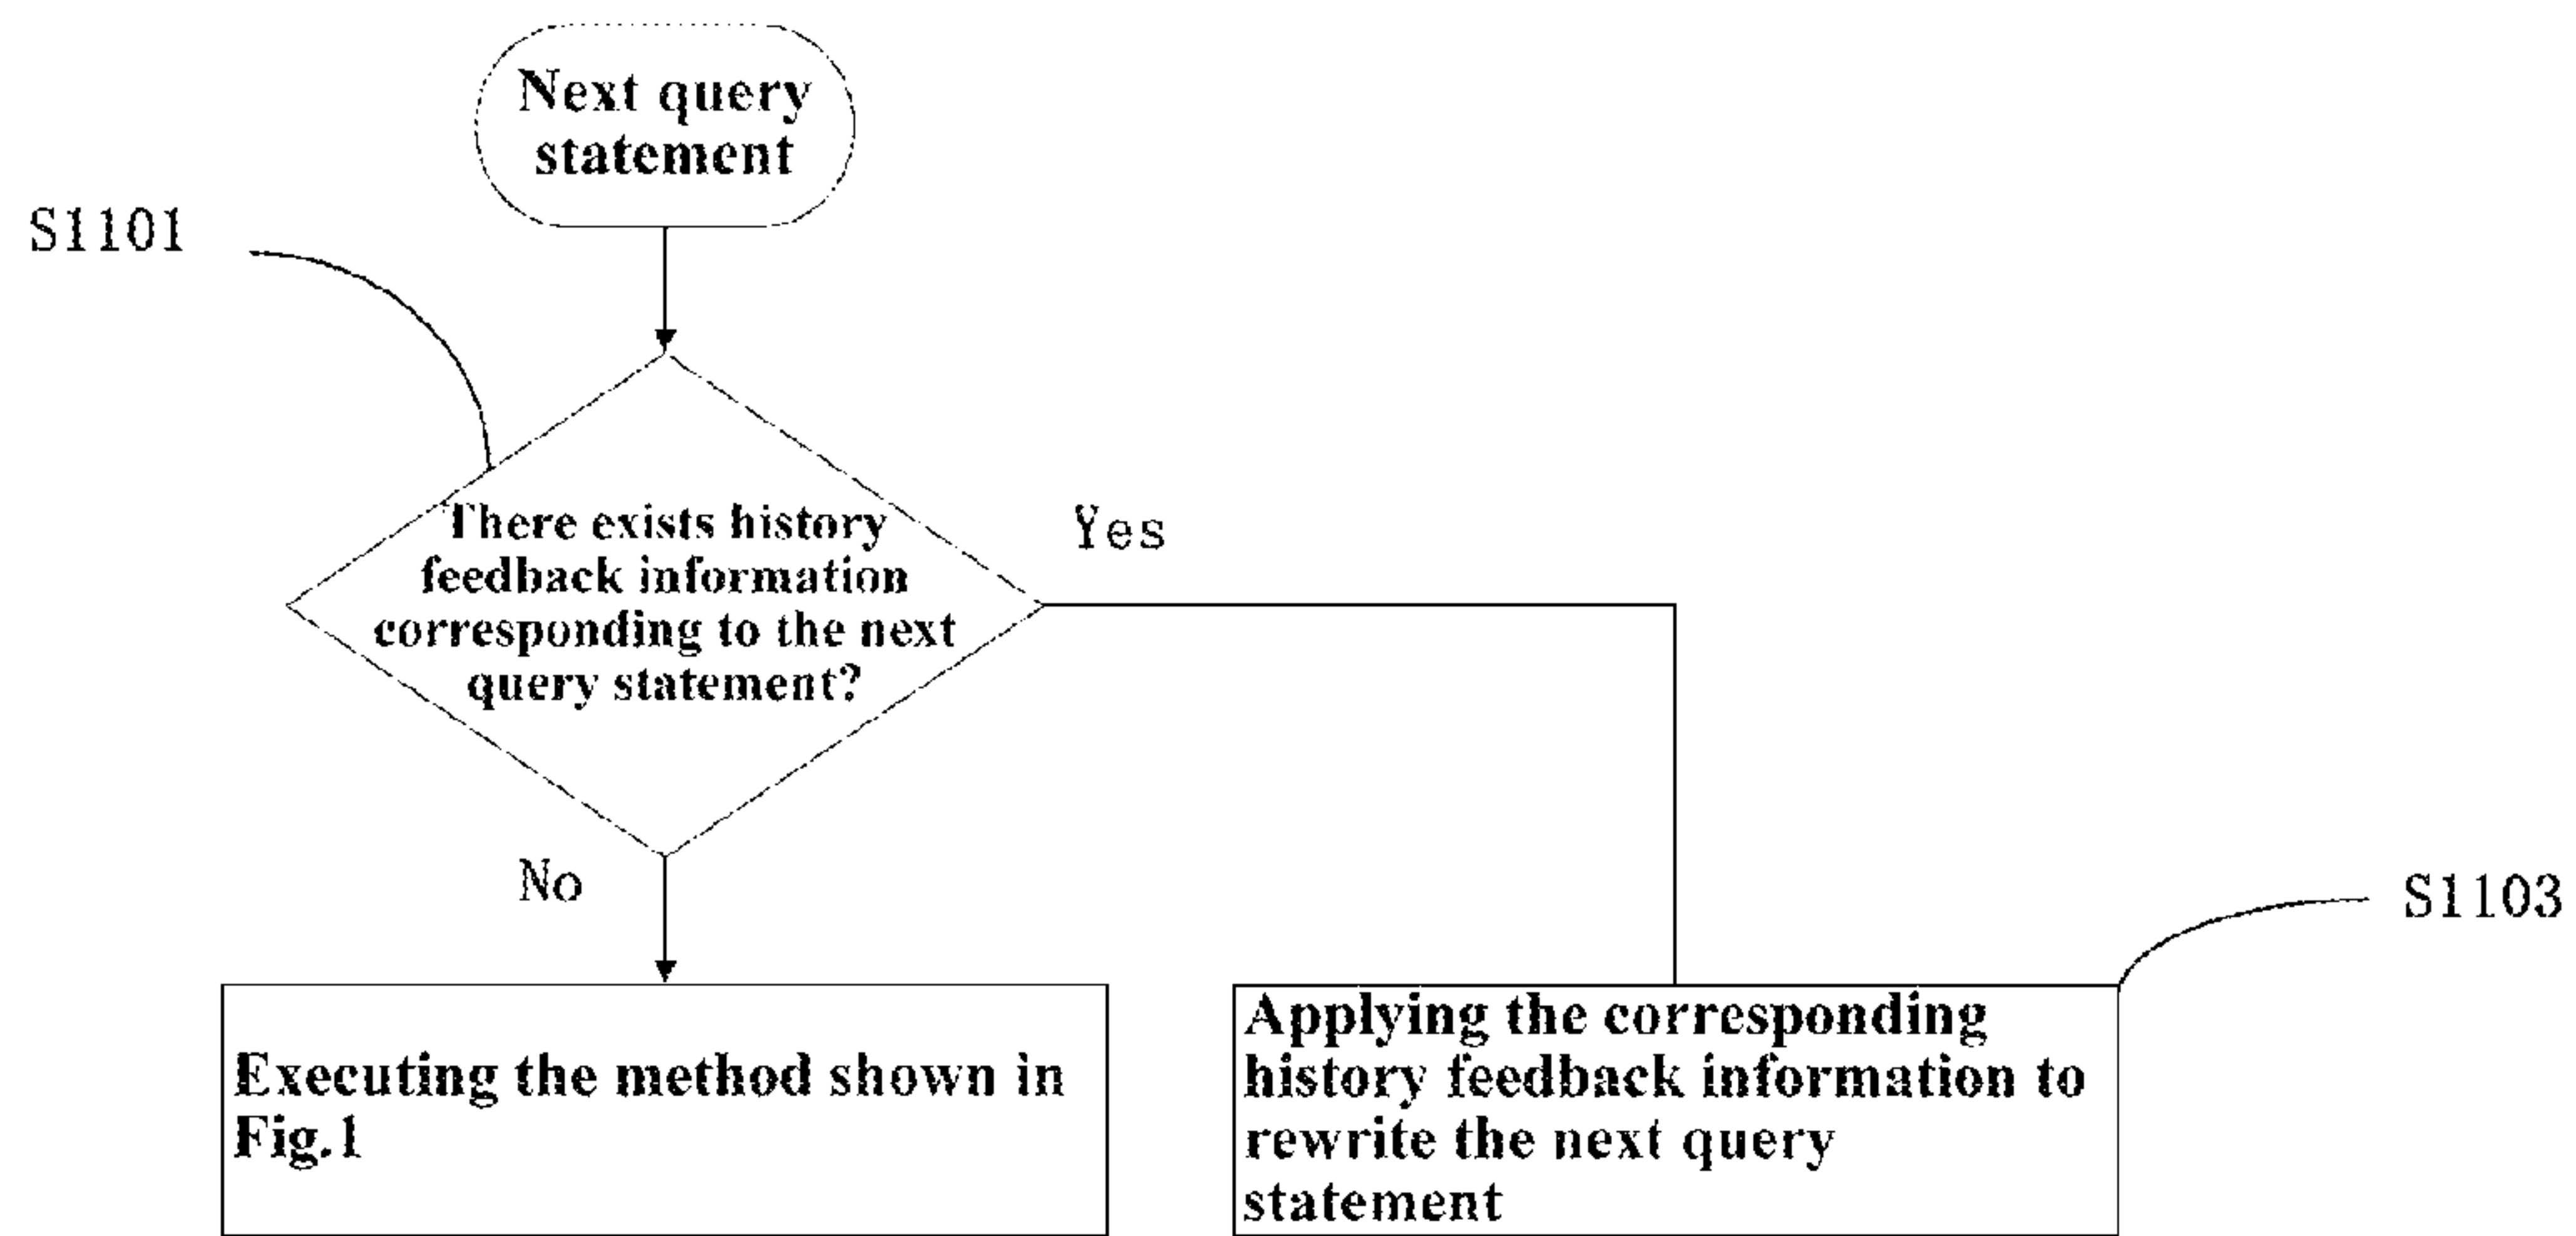 Next query
statement
S1101
There exists history
feedback information
corresponding to the next
query statement?
Yes
No
S1103
Executing the method shown in
Fig.1
Applying the corresponding
history feedback information to
rewrite the next query
statement